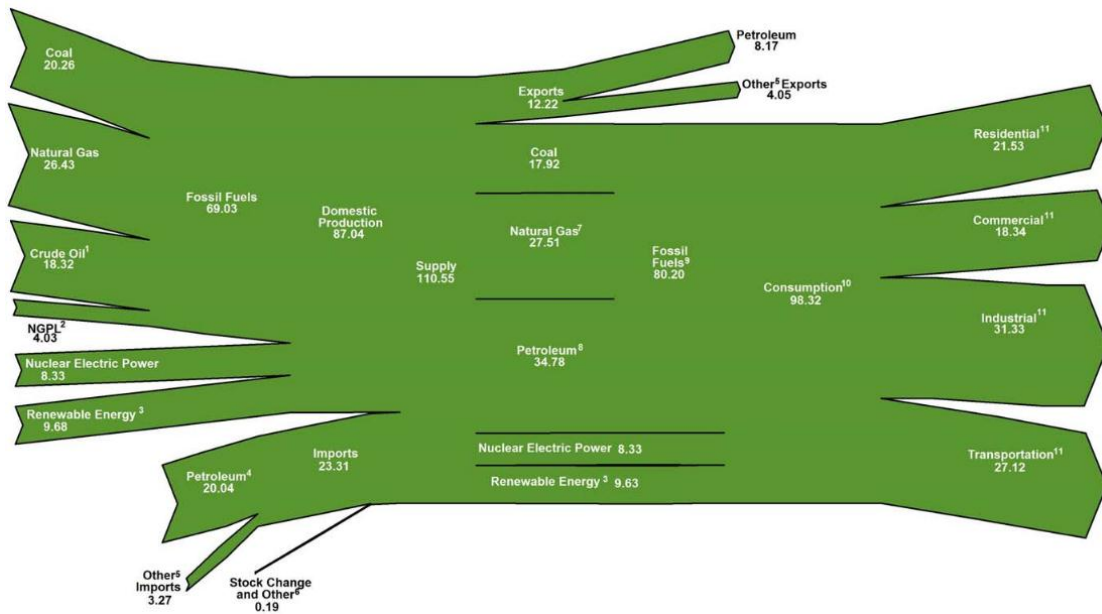 Coal
20.26
Natural Gas
26.43
Crude Oil¹
18.32
NGPL²
4.03
Nuclear Electric Power
8.33
Renewable Energy ³
9.68
Fossil Fuels
69.03
Domestic
Production
87.04
Petroleum⁴
20.04
Imports
23.31
Other⁵
Imports
3.27
Stock Change
and Other⁶
0.19
Supply
110.55
Exports
12.22
Petroleum
8.17
Other⁵ Exports
4.05
Coal
17.92
Natural Gas⁷
27.51
Petroleum⁸
34.78
Nuclear Electric Power 8.33
Renewable Energy ³ 9.63
Fossil
Fuels⁹
80.20
Consumption¹⁰
98.32
Residential¹¹
21.53
Commercial¹¹
18.34
Industrial¹¹
31.33
Transportation¹¹
27.12